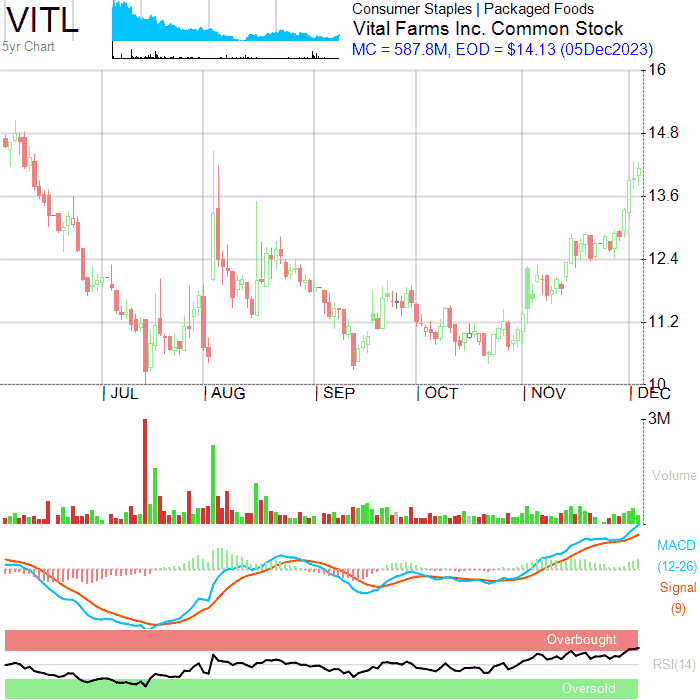 VITL
5yr Chart
Consumer Staples | Packaged Foods
Vital Farms Inc. Common Stock
MC = 587.8M, EOD = $14.13 (05Dec2023)
16
14.8
13.6
12.4
11.2
10
JUL AUG SEP OCT NOV DEC
3M
Volume
MACD
(12-26)
Signal
(9)
Overbought
RSI(14)
Oversold